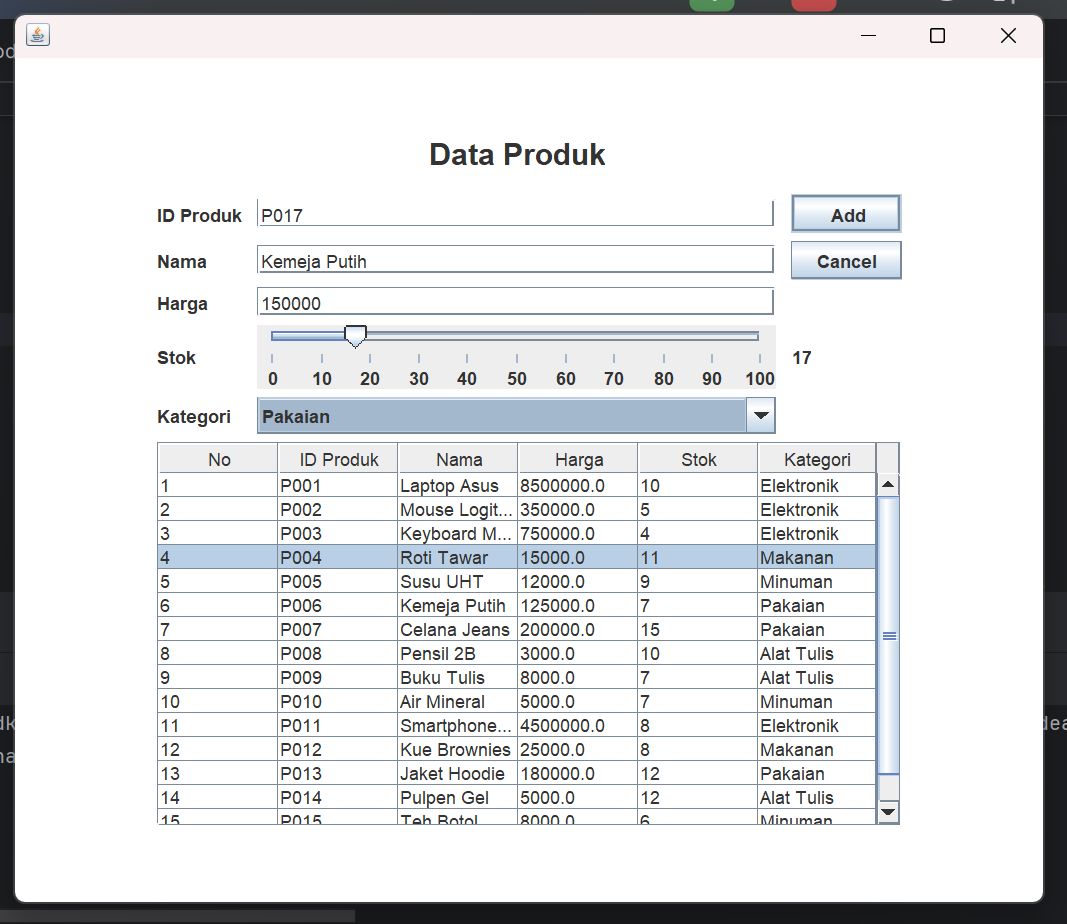 Data Produk
ID Produk P017 Add
Nama Kemeja Putih Cancel
Harga 150000
Stok 17
0 10 20 30 40 50 60 70 80 90 100
Kategori Pakaian
No ID Produk Nama Harga Stok Kategori
1 P001 Laptop Asus 8500000.0 10 Elektronik
2 P002 Mouse Logit... 350000.0 5 Elektronik
3 P003 Keyboard M... 750000.0 4 Elektronik
4 P004 Roti Tawar 15000.0 11 Makanan
5 P005 Susu UHT 12000.0 9 Minuman
6 P006 Kemeja Putih 125000.0 7 Pakaian
7 P007 Celana Jeans 200000.0 15 Pakaian
8 P008 Pensil 2B 3000.0 10 Alat Tulis
9 P009 Buku Tulis 8000.0 7 Alat Tulis
10 P010 Air Mineral 5000.0 7 Minuman
11 P011 Smartphone... 4500000.0 8 Elektronik
12 P012 Kue Brownies 25000.0 8 Makanan
13 P013 Jaket Hoodie 180000.0 12 Pakaian
14 P014 Pulpen Gel 5000.0 12 Alat Tulis
15 P015 Teh Botol 8000.0 6 Minuman